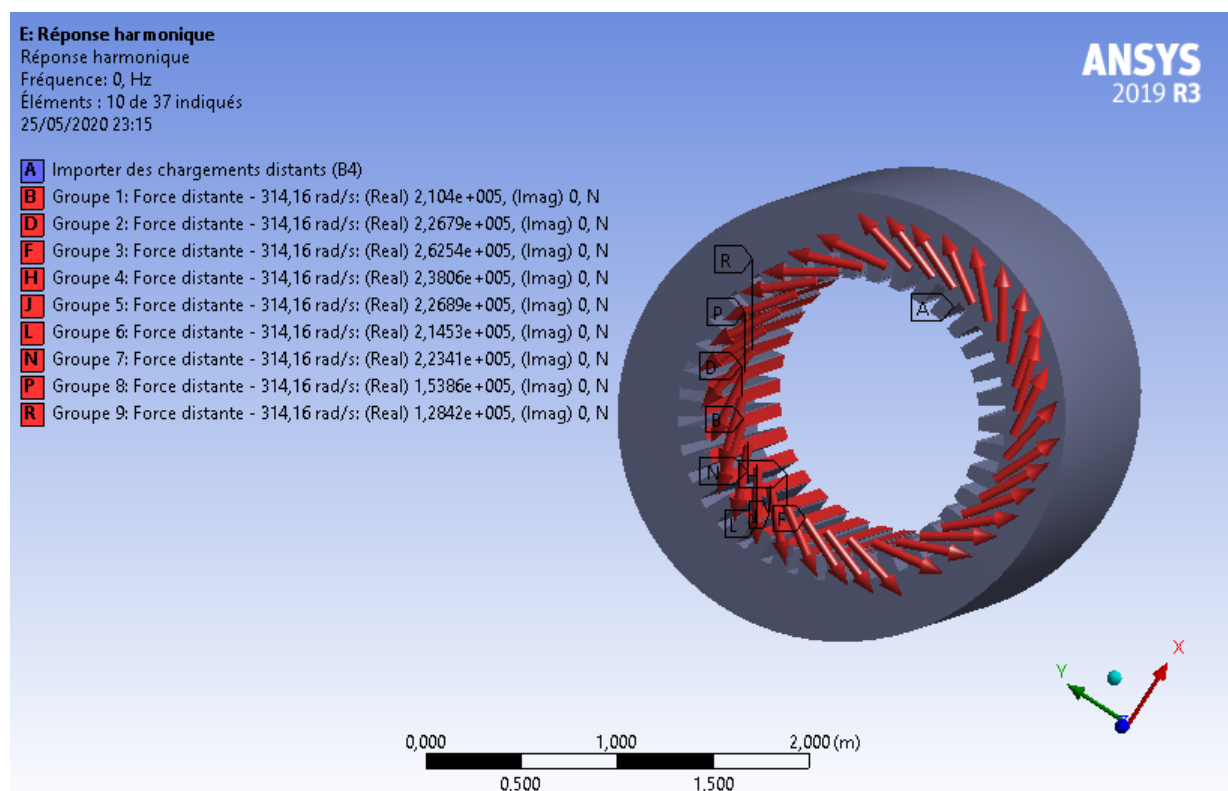 E: Réponse harmonique
Réponse harmonique
Fréquence: 0, Hz
Éléments : 10 de 37 indiqués
25/05/2020 23:15
ANSYS
2019 R3
A Importer des chargements distants (B4)
B Groupe 1: Force distante - 314,16 rad/s: (Real) 2,104e+005, (Imag) 0, N
D Groupe 2: Force distante - 314,16 rad/s: (Real) 2,2679e+005, (Imag) 0, N
F Groupe 3: Force distante - 314,16 rad/s: (Real) 2,6254e+005, (Imag) 0, N
H Groupe 4: Force distante - 314,16 rad/s: (Real) 2,3806e+005, (Imag) 0, N
J Groupe 5: Force distante - 314,16 rad/s: (Real) 2,2689e+005, (Imag) 0, N
L Groupe 6: Force distante - 314,16 rad/s: (Real) 2,1453e+005, (Imag) 0, N
N Groupe 7: Force distante - 314,16 rad/s: (Real) 2,2341e+005, (Imag) 0, N
P Groupe 8: Force distante - 314,16 rad/s: (Real) 1,5386e+005, (Imag) 0, N
R Groupe 9: Force distante - 314,16 rad/s: (Real) 1,2842e+005, (Imag) 0, N
R
A
P
D
B
N
H
L
F
X
Y
0,000 1,000 2,000 (m)
0,500 1,500